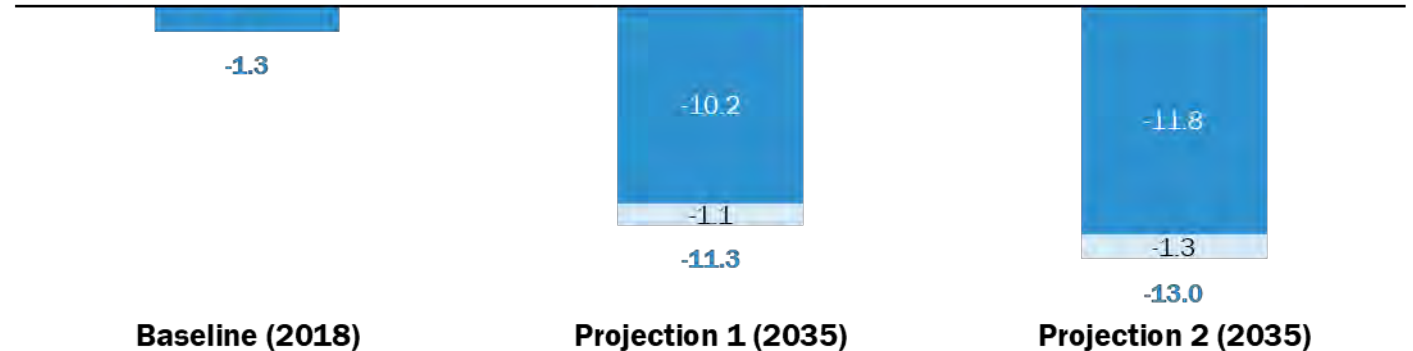 -1.3
-10.2
-11.8
-1.1
-1.3
-11.3
-13.0
Baseline (2018)
Projection 1 (2035)
Projection 2 (2035)